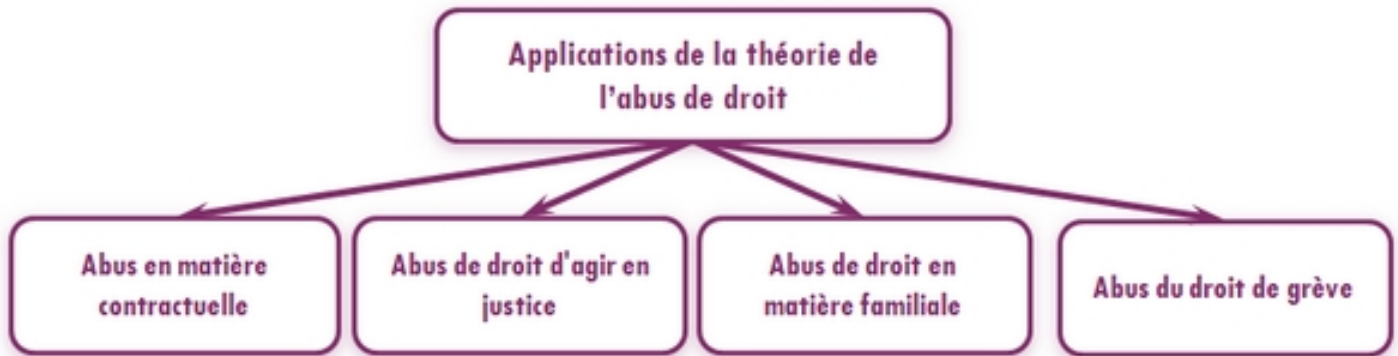 Applications de la théorie de
l’abus de droit
Abus en matière
contractuelle
Abus de droit d'agir en
justice
Abus de droit en
matière familiale
Abus du droit de grève